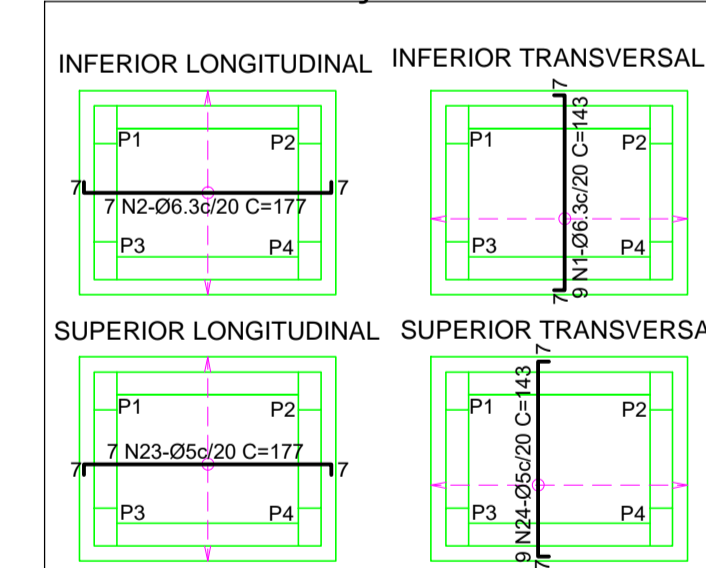 INFERIOR LONGITUDINAL
P1
P2
7
7
7 N2-Ø6.3c/20 C=177
P3
P4
INFERIOR TRANSVERSAL
7
P1
P2
9 N1-Ø6.3c/20 C=143
P3
P4
7
SUPERIOR LONGITUDINAL
P1
P2
7 N23-Ø5c/20 C=177
7
7
P3
P4
SUPERIOR TRANSVERSA
7
P1
P2
9 N24-Ø5c/20 C=143
P3
P4
7